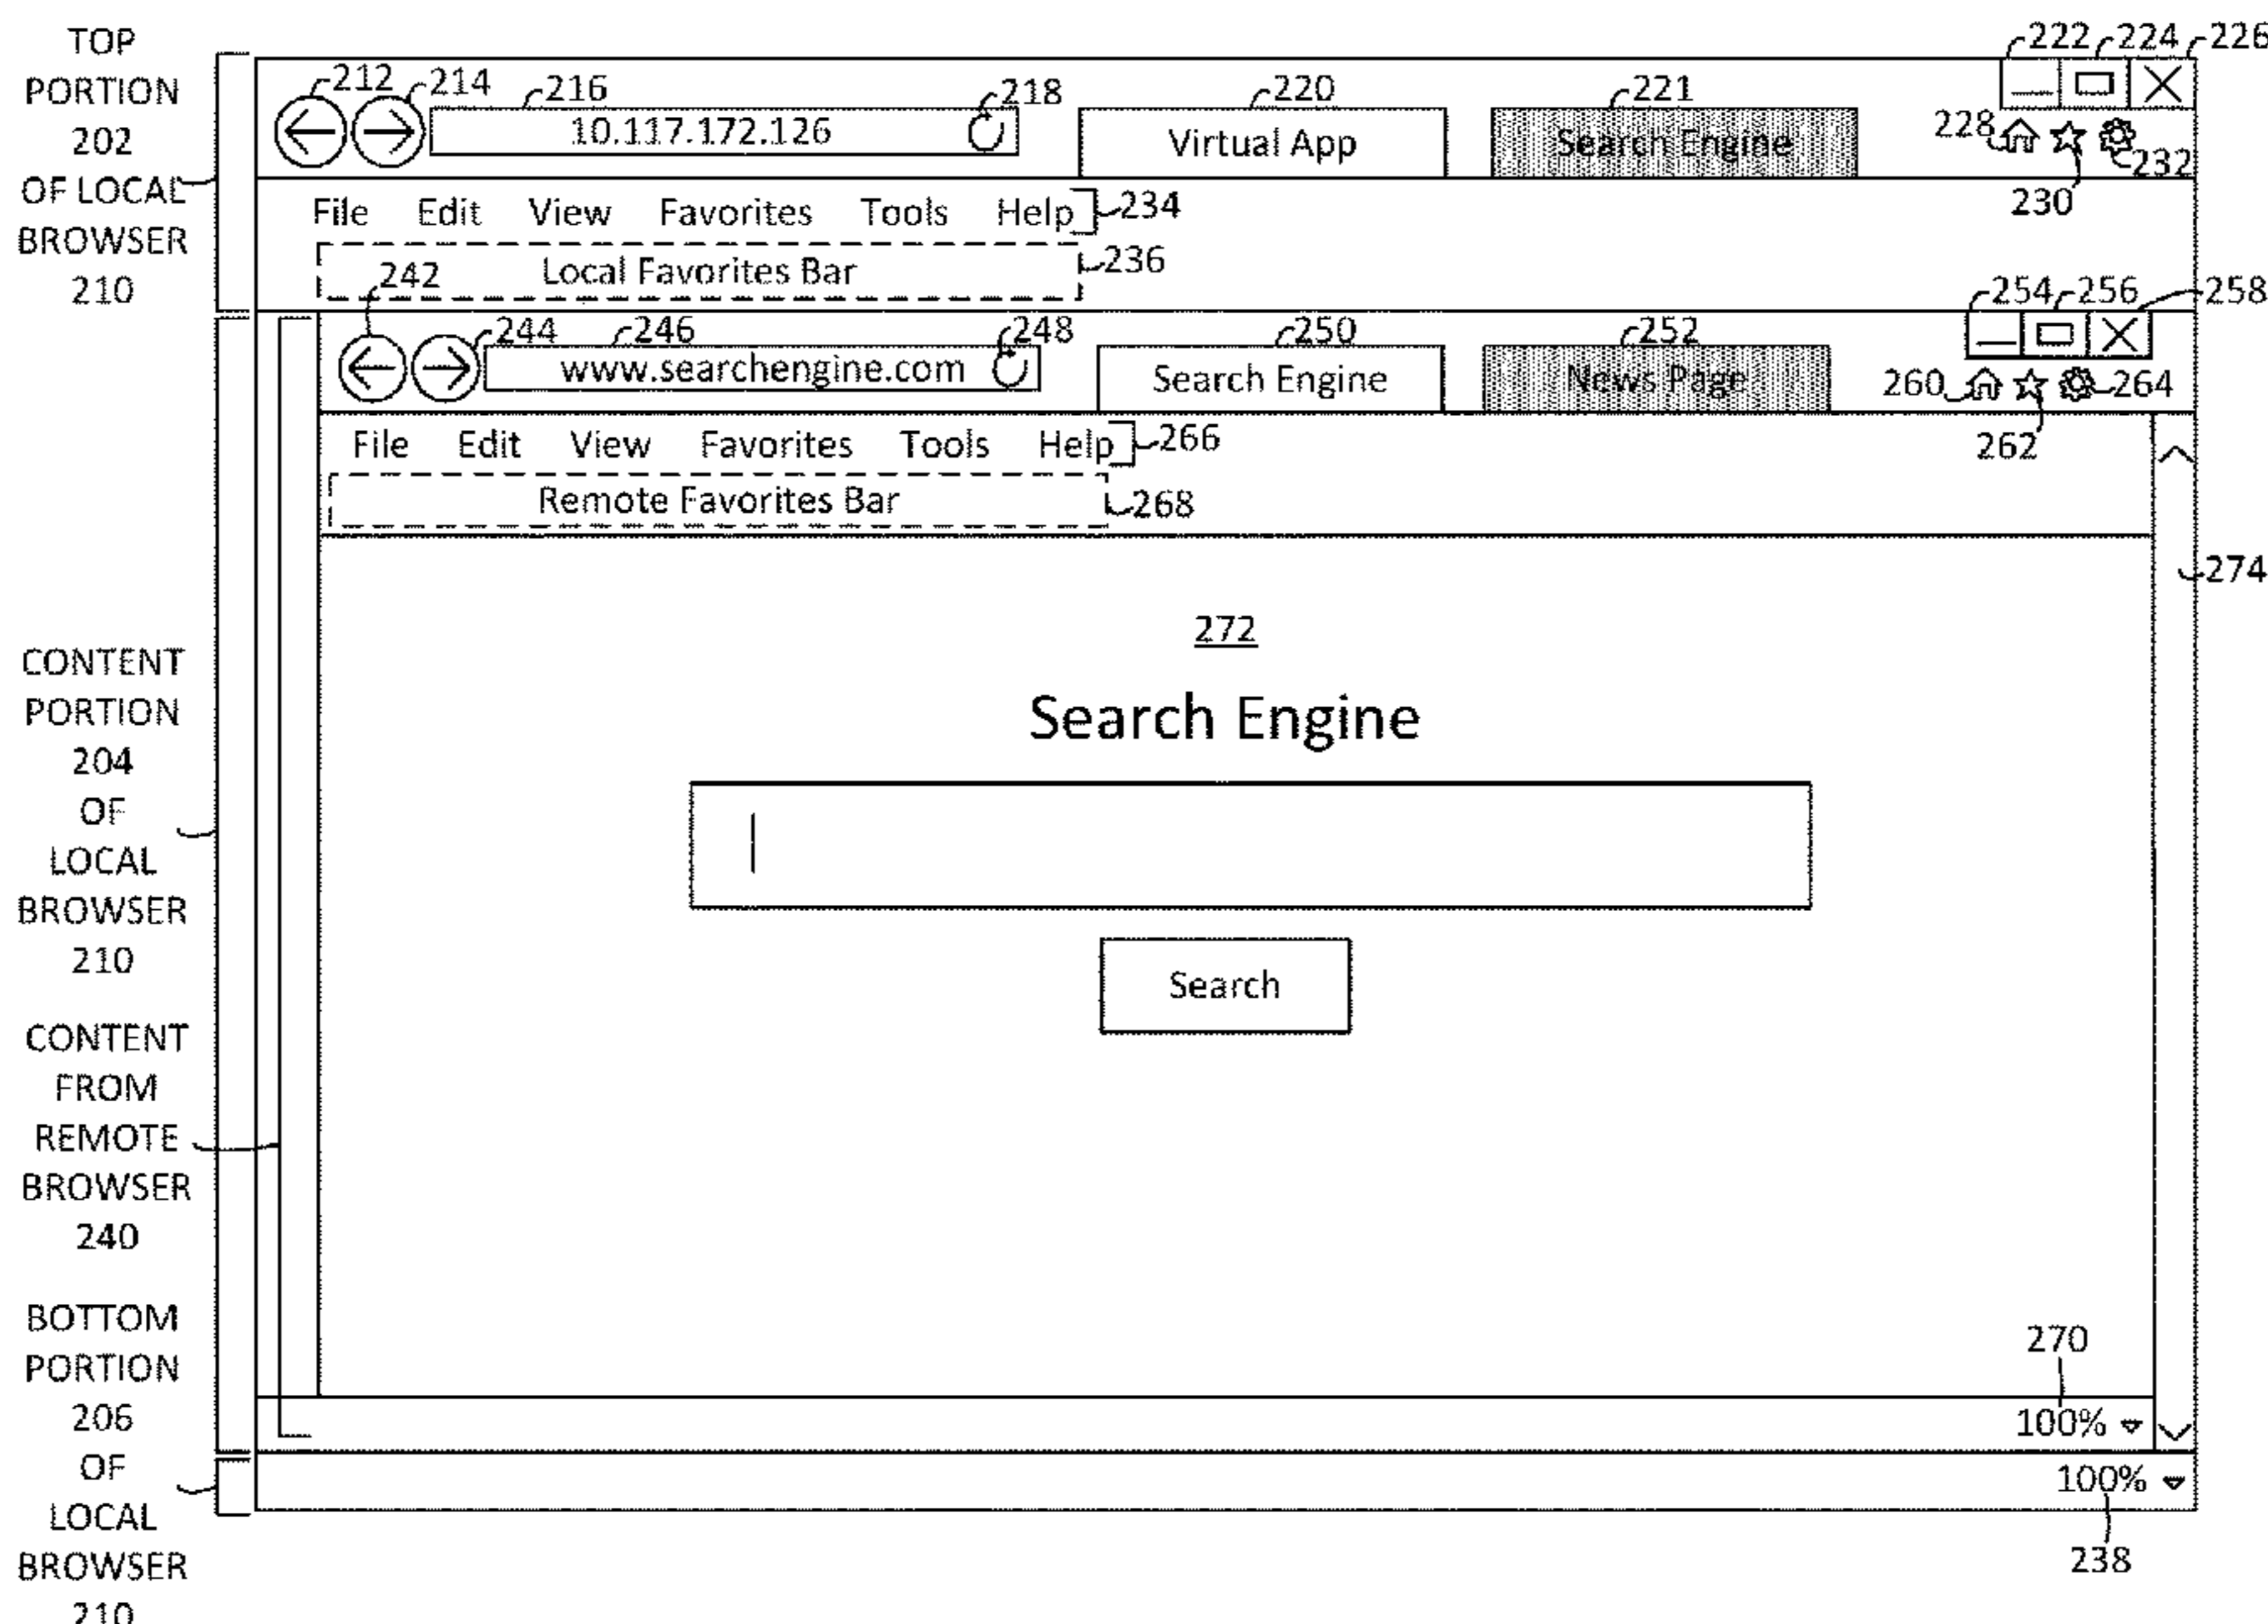 TOP
PORTION
202
OF LOCAL
BROWSER
210
212
214
216
218
220
221
222
224
226
10.117.172.126
Virtual App
Search Engine
228
230
232
File Edit View Favorites Tools Help
234
Local Favorites Bar
236
242
244
246
248
250
252
254
256
258
www.searchengine.com
Search Engine
News Page
260
262
264
File Edit View Favorites Tools Help
266
Remote Favorites Bar
268
274
272
Search Engine
Search
CONTENT
PORTION
204
OF
LOCAL
BROWSER
210
CONTENT
FROM
REMOTE
BROWSER
240
BOTTOM
PORTION
206
OF
LOCAL
BROWSER
210
270
100%
100%
238